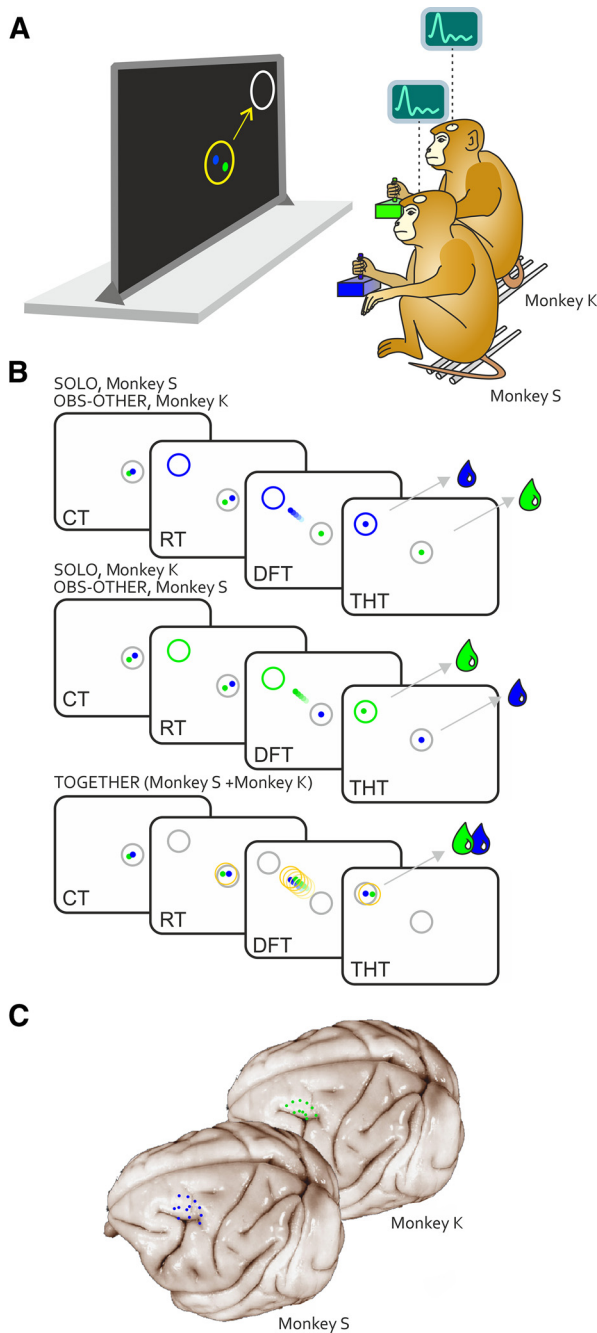 A
Monkey K
Monkey S
B
SOLO, Monkey S
OBS-OTHER, Monkey K
CT
RT
DFT
THT
SOLO, Monkey K
OBS-OTHER, Monkey S
CT
RT
DFT
THT
TOGETHER (Monkey S +Monkey K)
CT
RT
DFT
THT
C
Monkey K
Monkey S